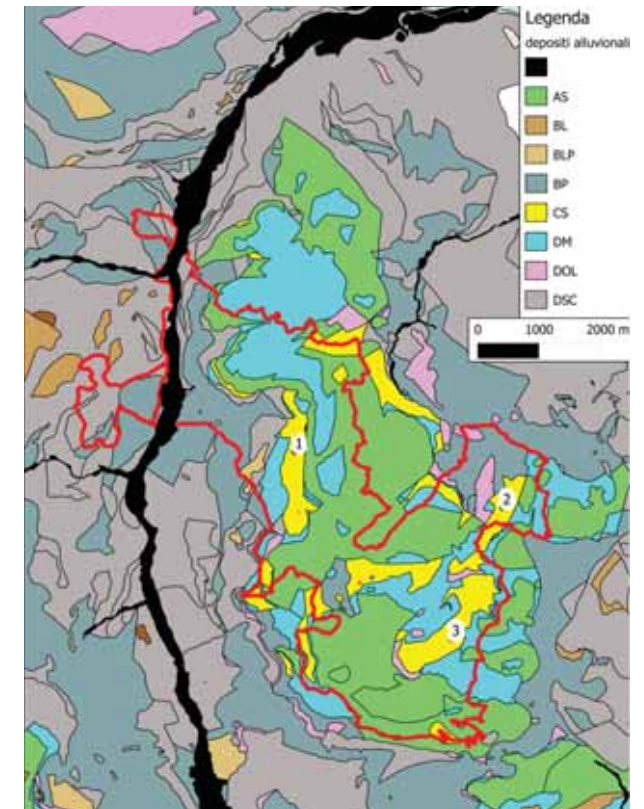 Legenda
depositi alluvionali
AS
BL
BLP
BP
CS
DM
DOL
DSC
0 1000 2000 m
1
2
3